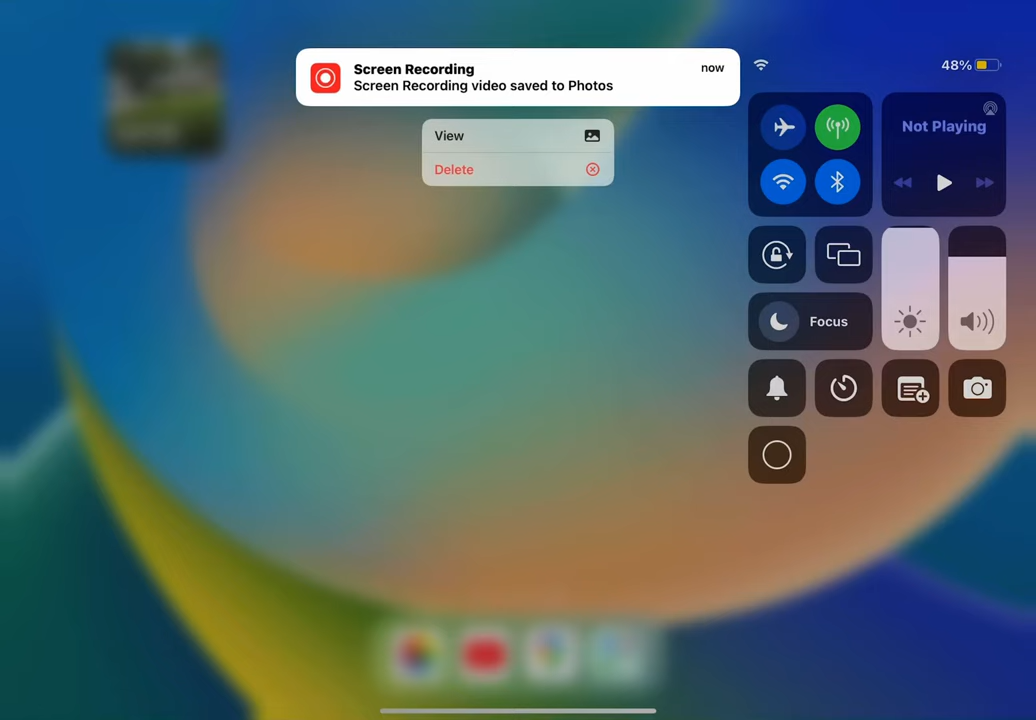 Screen Recording
now
Screen Recording video saved to Photos
View
Delete
48%
Not Playing
Focus